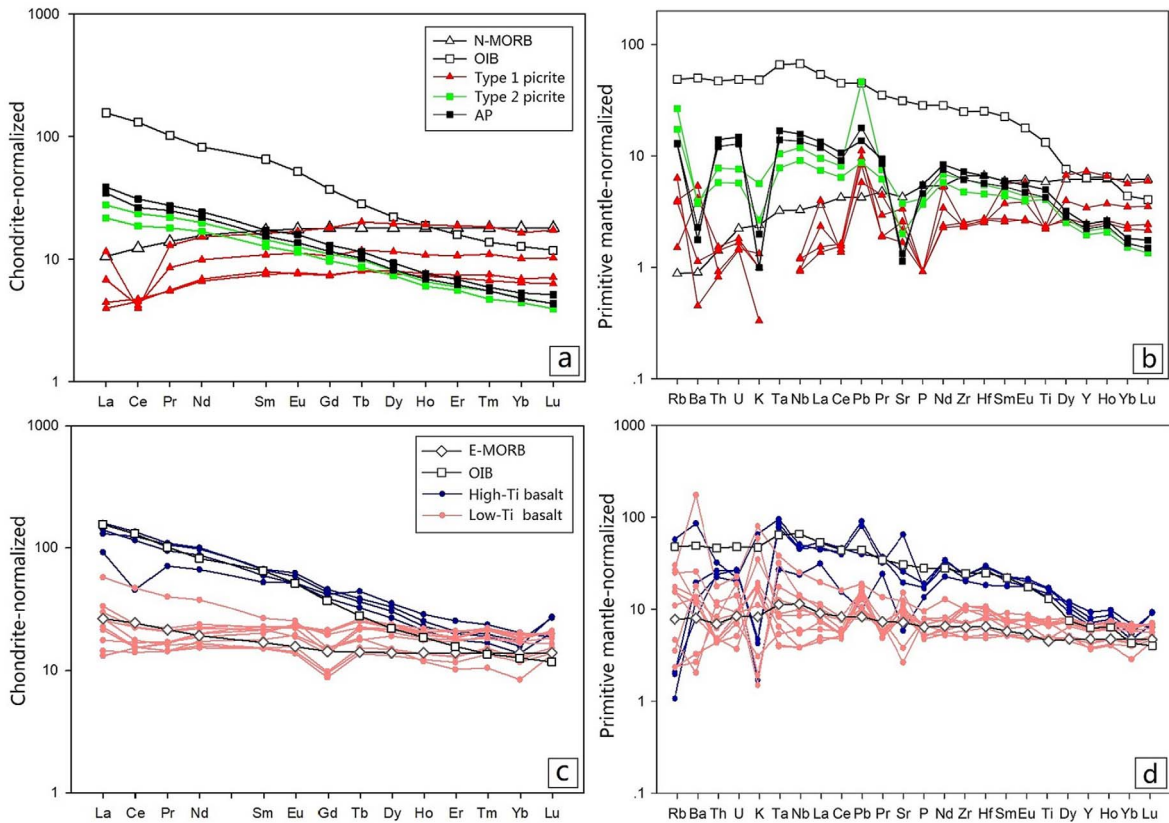 1000
100
10
1
Chondrite-normalized
N-MORB
OIB
Type 1 picrite
Type 2 picrite
AP
a
La Ce Pr Nd Sm Eu Gd Tb Dy Ho Er Tm Yb Lu
100
10
1
.1
Primitive mantle-normalized
b
Rb Ba Th U K Ta Nb La Ce Pb Pr Sr P Nd Zr Hf Sm Eu Ti Dy Y Ho Yb Lu
1000
100
10
1
Chondrite-normalized
E-MORB
OIB
High-Ti basalt
Low-Ti basalt
c
La Ce Pr Nd Sm Eu Gd Tb Dy Ho Er Tm Yb Lu
1000
100
10
1
.1
Primitive mantle-normalized
d
Rb Ba Th U K Ta Nb La Ce Pb Pr Sr P Nd Zr Hf Sm Eu Ti Dy Y Ho Yb Lu